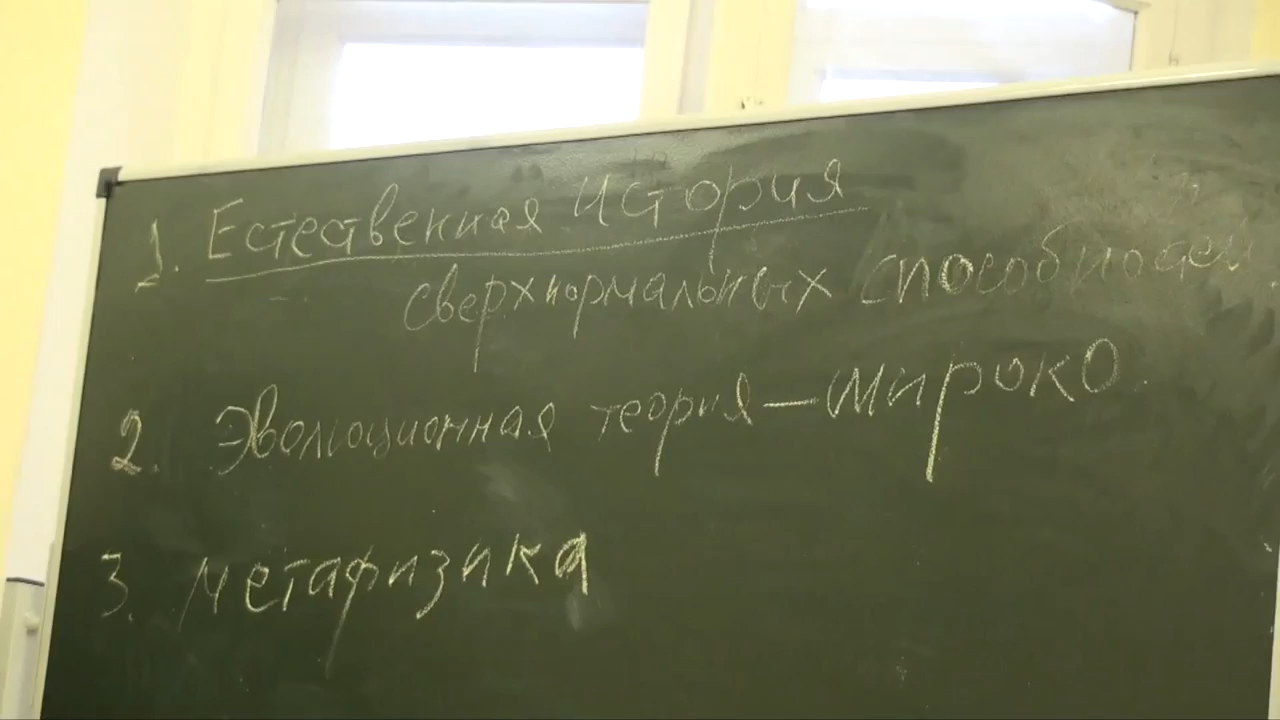 1. Естественная история
сверхнормальных способностей
2. Эволюционная теория — широко.
3. Метафизика